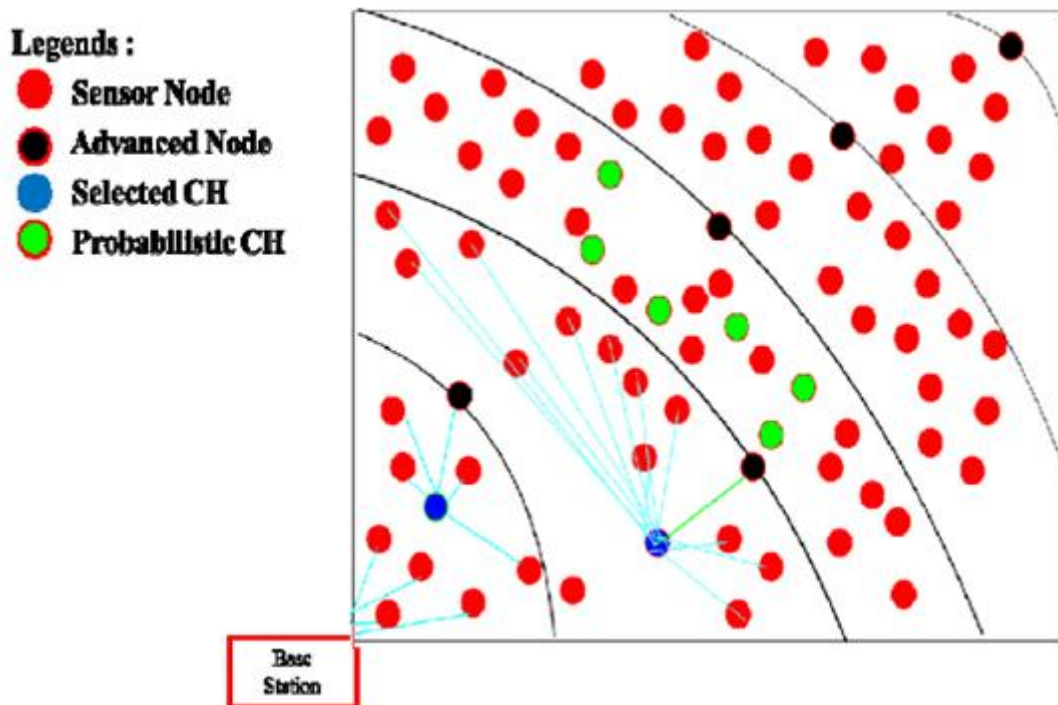 Legends :
Sensor Node
Advanced Node
Selected CH
Probabilistic CH
Base
Station